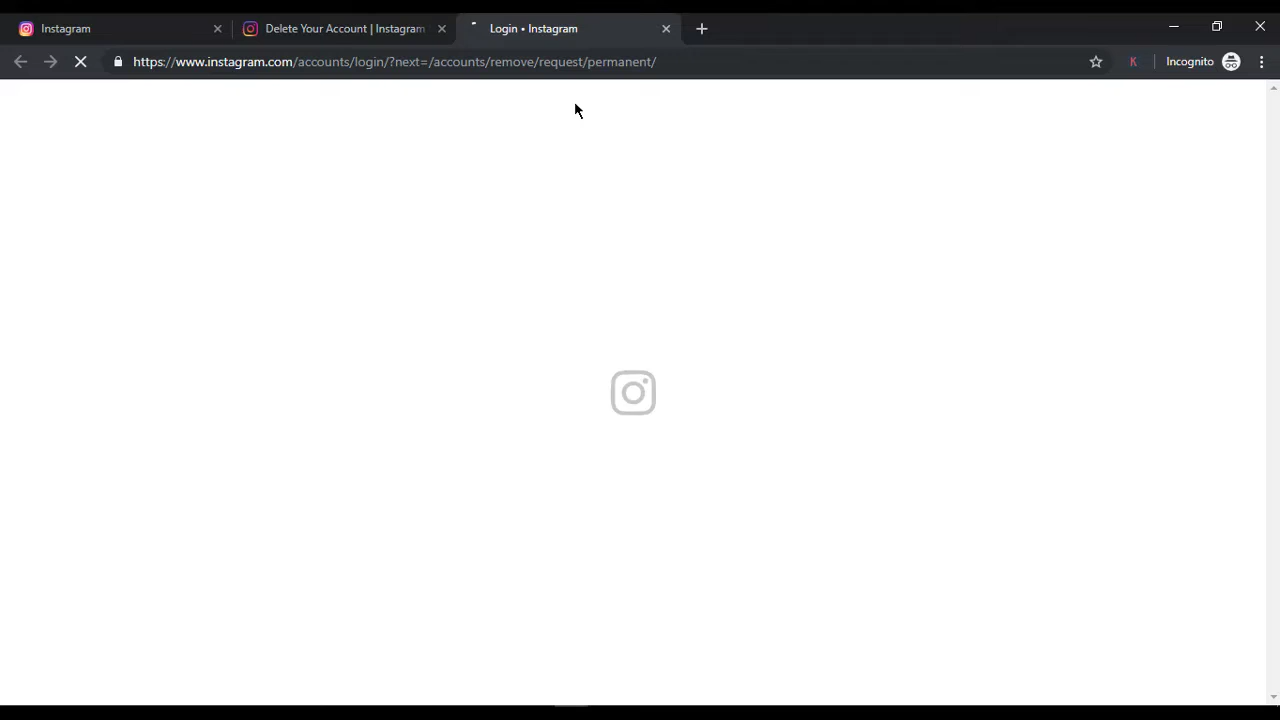 Instagram
Delete Your Account | Instagram
Login • Instagram
https://www.instagram.com/accounts/login/?next=/accounts/remove/request/permanent/
K
Incognito